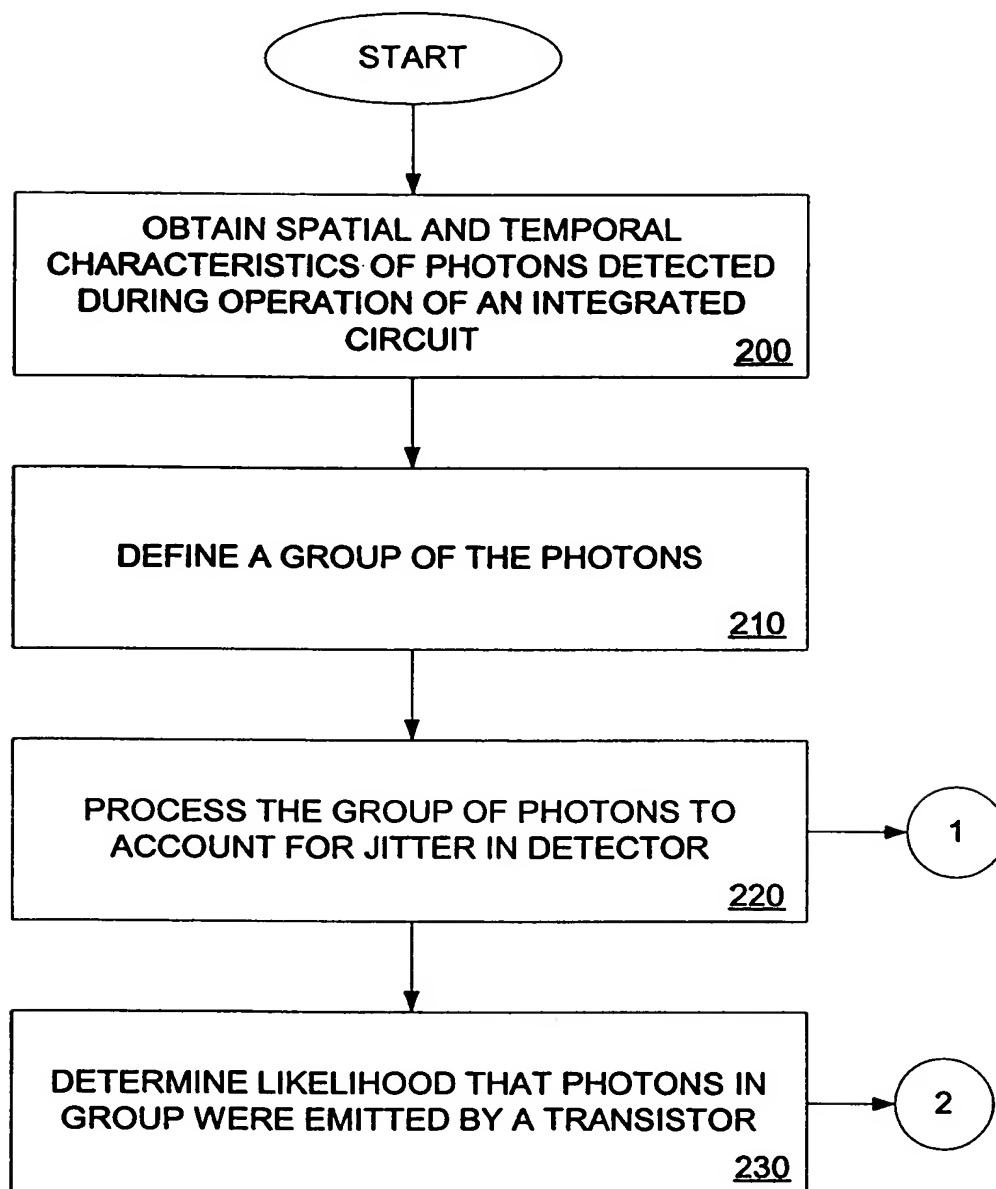 START
OBTAIN SPATIAL AND TEMPORAL
CHARACTERISTICS OF PHOTONS DETECTED
DURING OPERATION OF AN INTEGRATED
CIRCUIT
200
DEFINE A GROUP OF THE PHOTONS
210
PROCESS THE GROUP OF PHOTONS TO
ACCOUNT FOR JITTER IN DETECTOR
220
1
DETERMINE LIKELIHOOD THAT PHOTONS IN
GROUP WERE EMITTED BY A TRANSISTOR
230
2